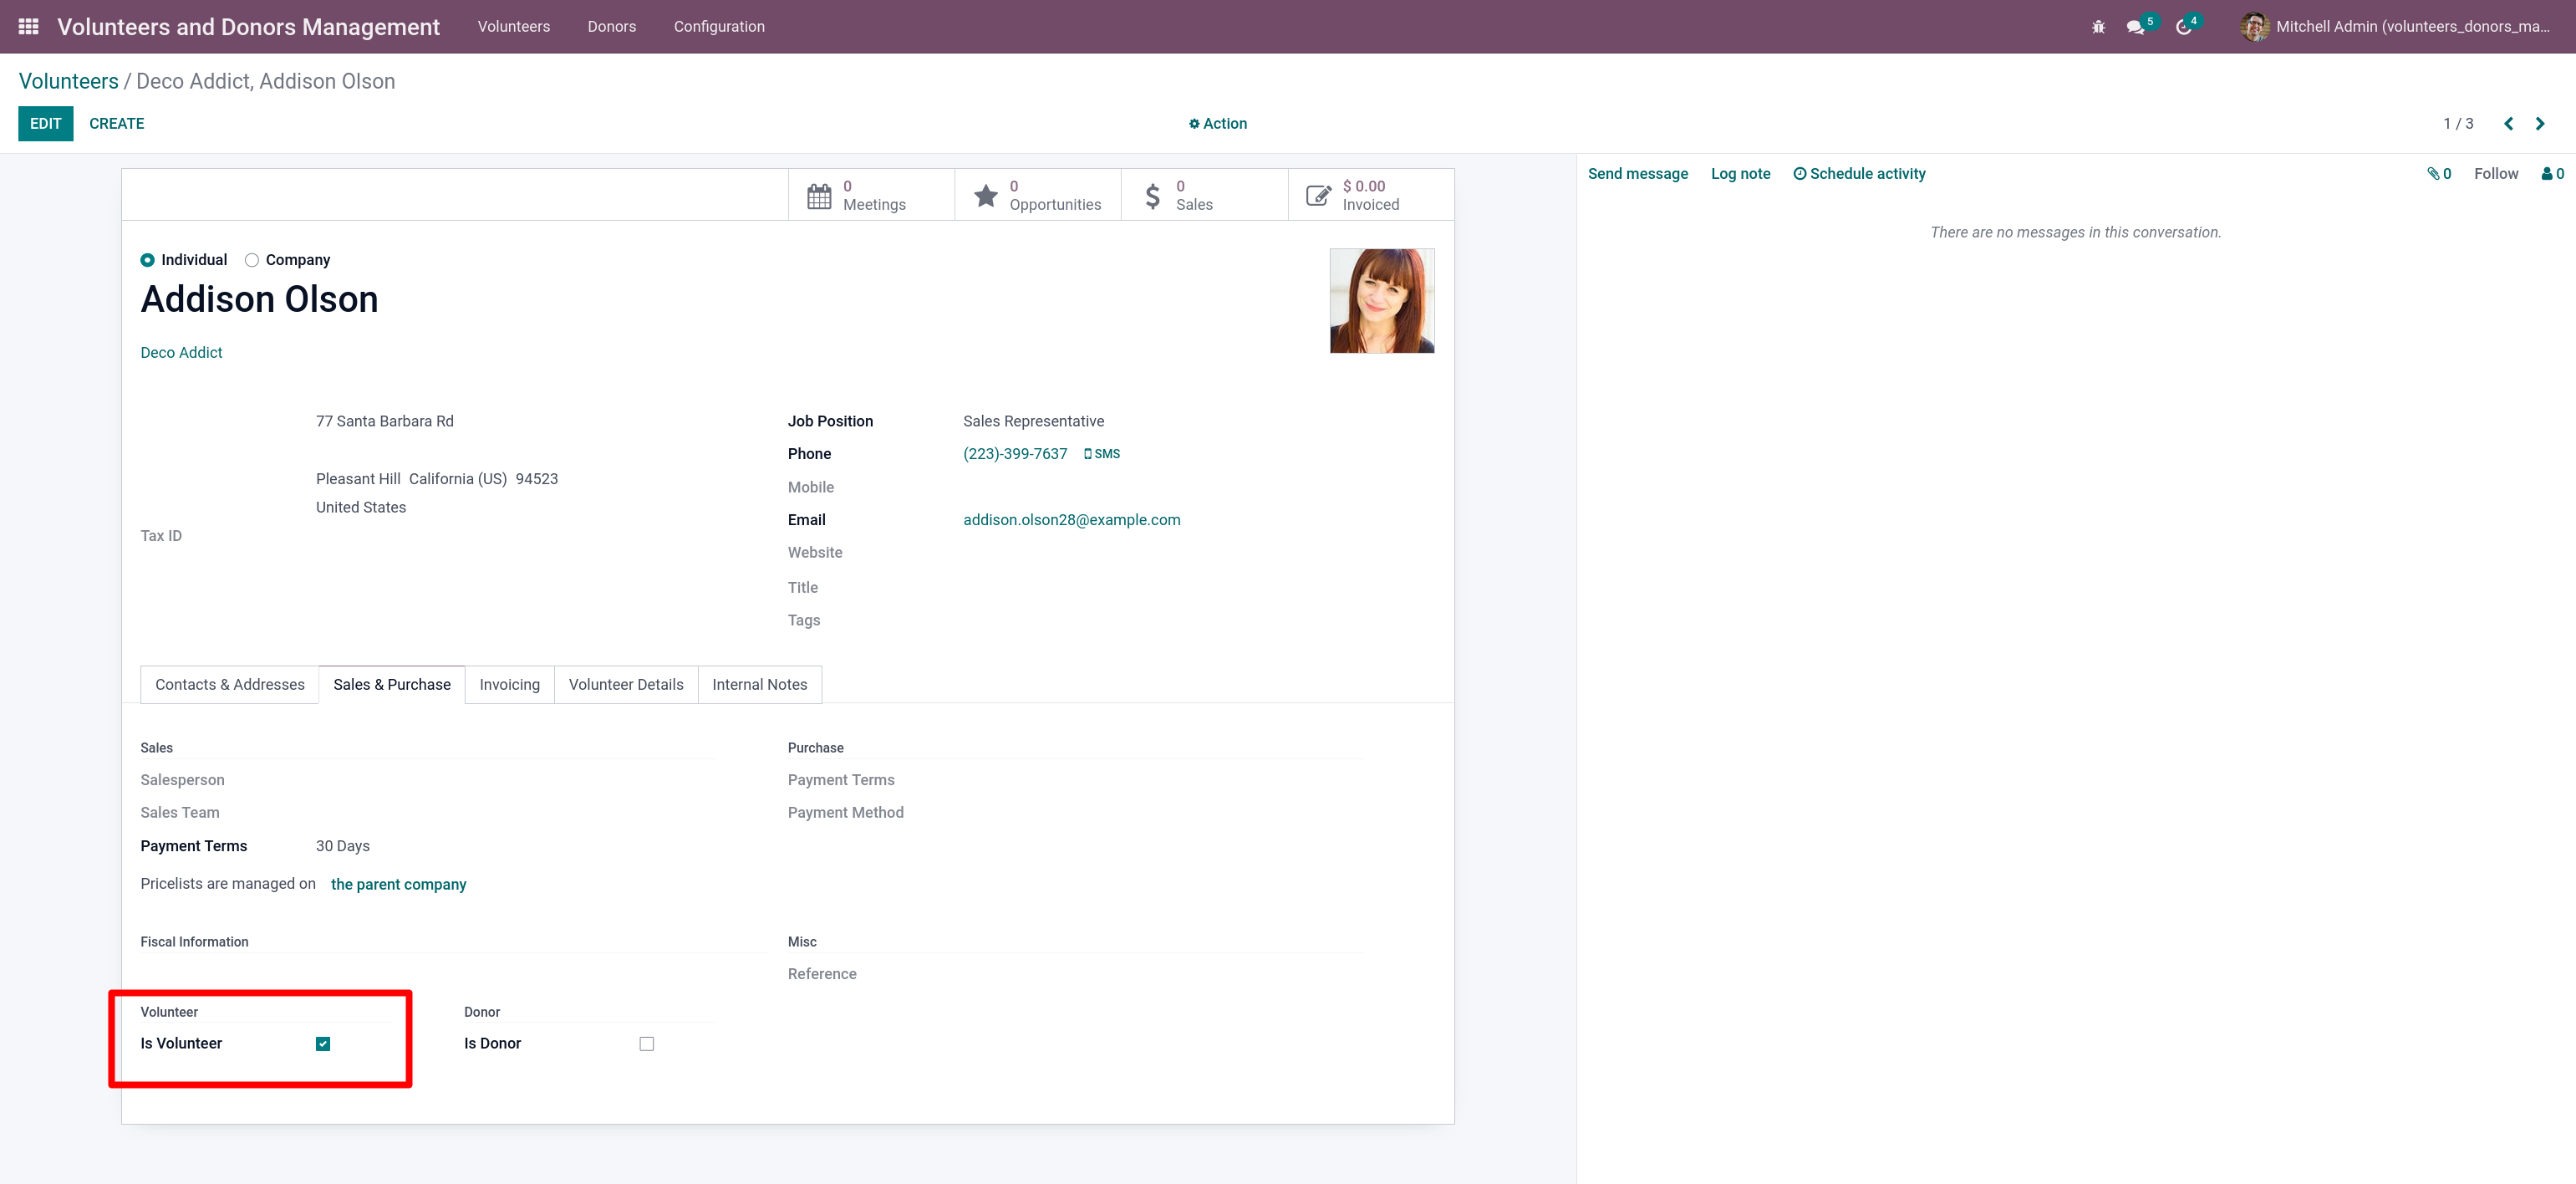 Volunteers and Donors Management Volunteers Donors Configuration 5 4 Mitchell Admin (volunteers_donors_ma...
Volunteers / Deco Addict, Addison Olson
EDIT CREATE Action 1 / 3
0 Meetings
0 Opportunities
$ 0 Sales
$ 0.00 Invoiced
Send message Log note Schedule activity 0 Follow 0
There are no messages in this conversation.
Individual Company
Addison Olson
Deco Addict
77 Santa Barbara Rd
Pleasant Hill California (US) 94523
United States
Tax ID
Job Position Sales Representative
Phone (223)-399-7637 SMS
Mobile
Email addison.olson28@example.com
Website
Title
Tags
Contacts & Addresses Sales & Purchase Invoicing Volunteer Details Internal Notes
Sales
Salesperson
Sales Team
Payment Terms 30 Days
Pricelists are managed on the parent company
Purchase
Payment Terms
Payment Method
Fiscal Information
Misc
Reference
Volunteer
Is Volunteer
Donor
Is Donor